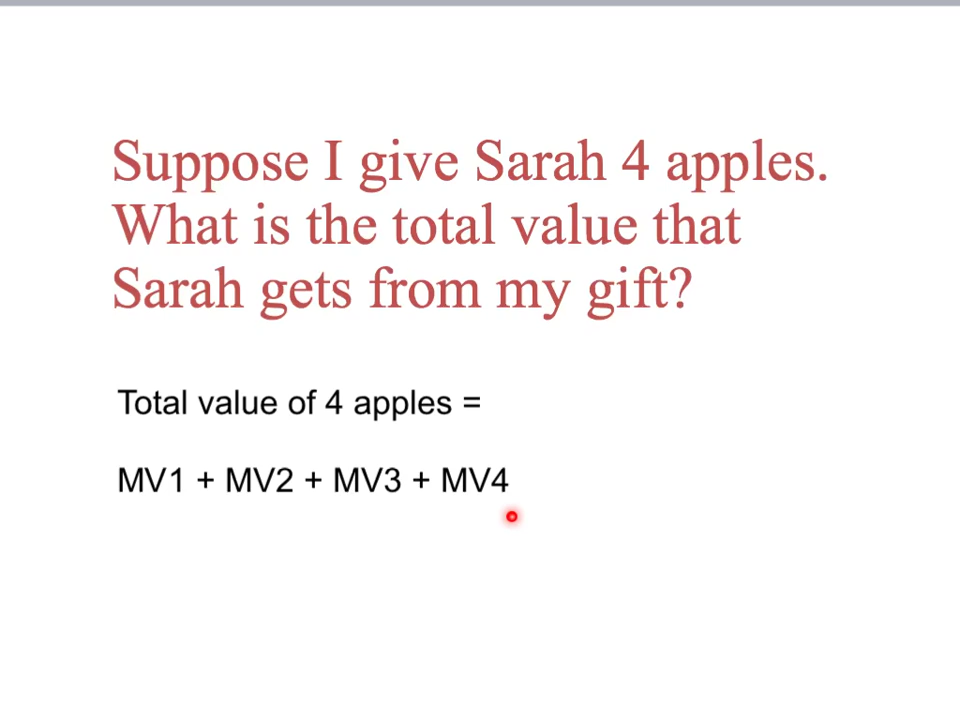 Suppose I give Sarah 4 apples.
What is the total value that
Sarah gets from my gift?
Total value of 4 apples =
MV1 + MV2 + MV3 + MV4